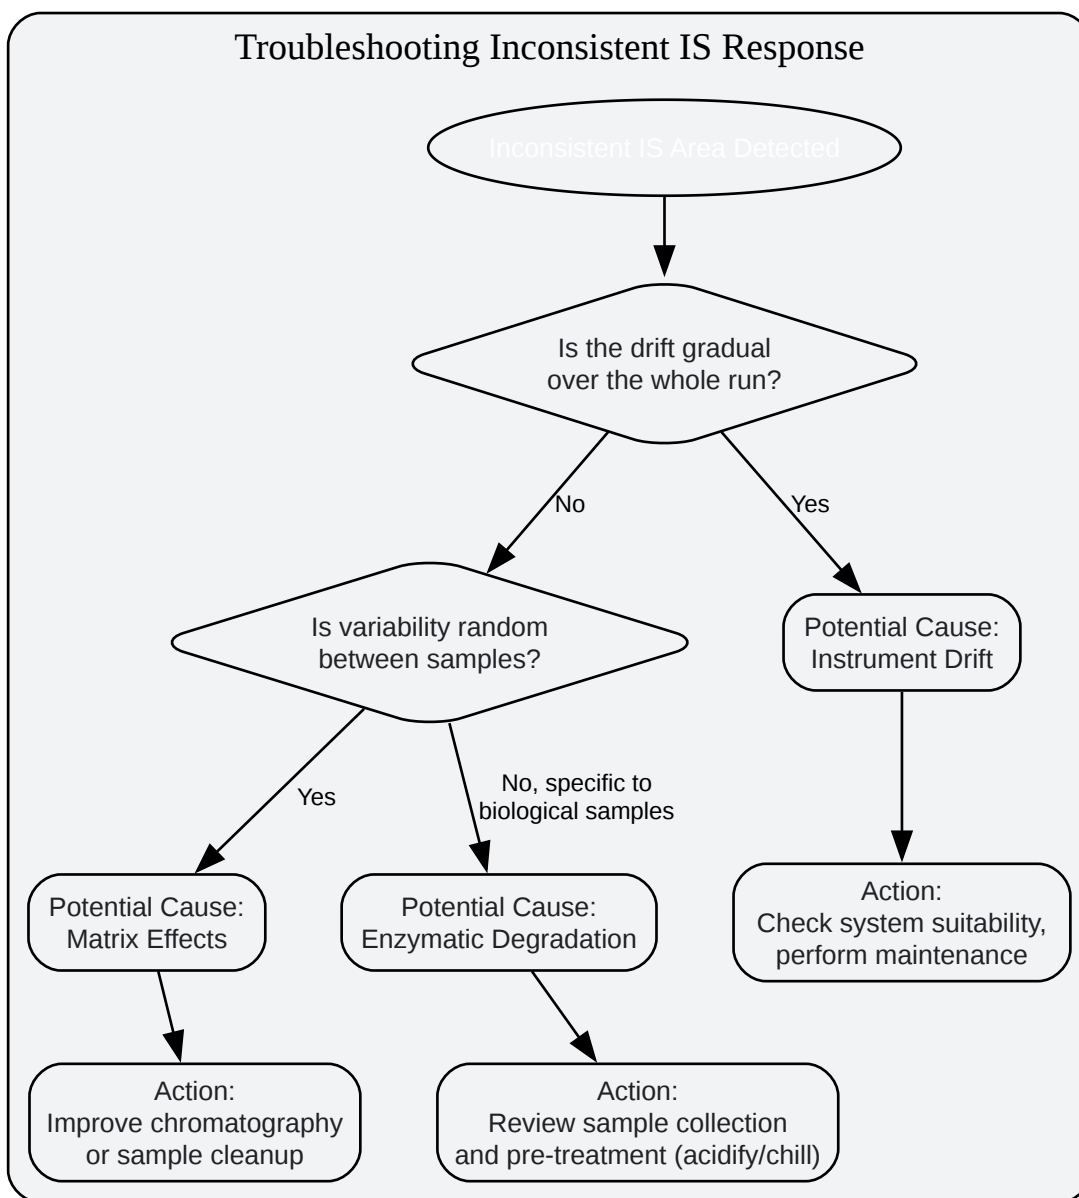 Troubleshooting Inconsistent IS Response
Inconsistent IS Area Detected
Is the drift gradual
over the whole run?
No
Yes
Is variability random
between samples?
Potential Cause:
Instrument Drift
Yes
No, specific to
biological samples
Potential Cause:
Matrix Effects
Potential Cause:
Enzymatic Degradation
Action:
Check system suitability,
perform maintenance
Action:
Improve chromatography
or sample cleanup
Action:
Review sample collection
and pre-treatment (acidify/chill)